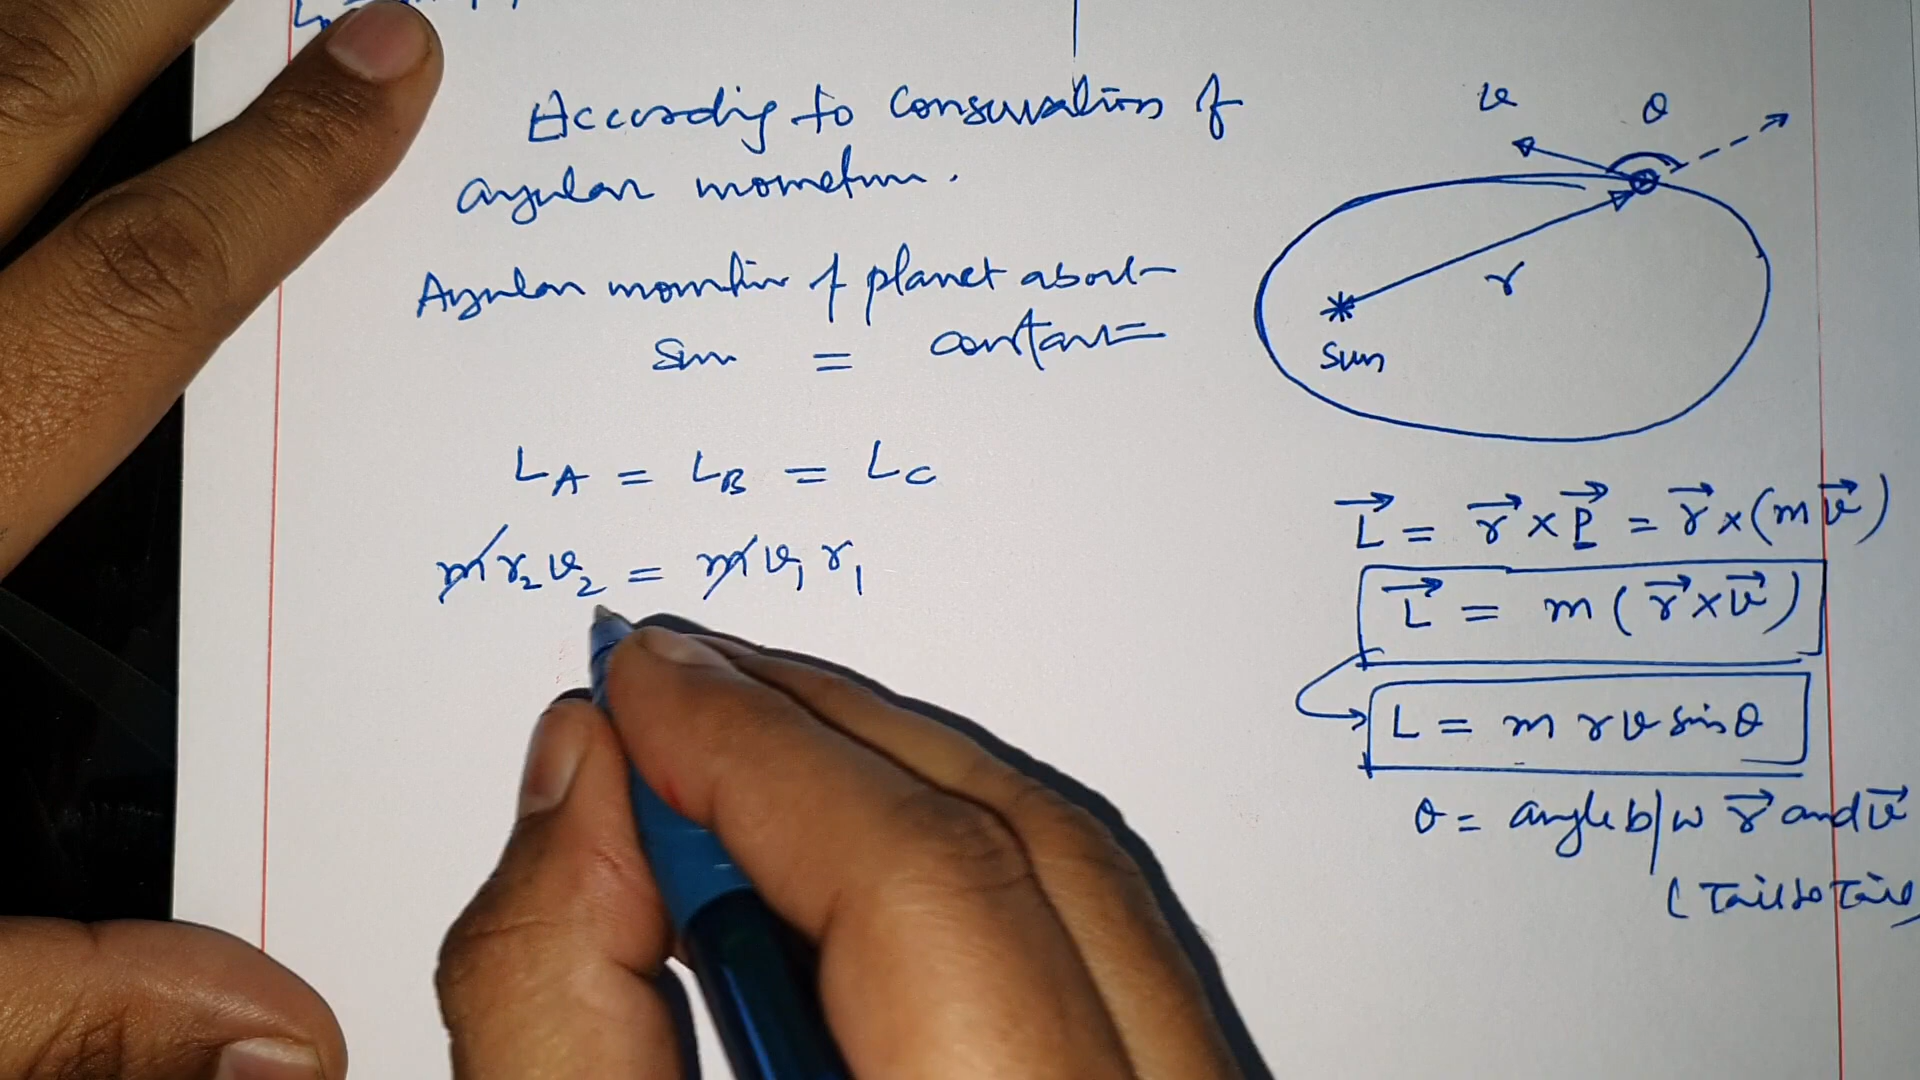 According to conservation of
angular momentum.
Angular momentum of planet about
sun = constant
L_A = L_B = L_C
m r₂ v₂ = m v₁ r₁
v θ
r
sun
L⃗ = r⃗ × P⃗ = r⃗ × (m v⃗)
L⃗ = m ( r⃗ × v⃗ )
L = m r v sin θ
θ = angle b/w r⃗ and v⃗
( Tail to Tail